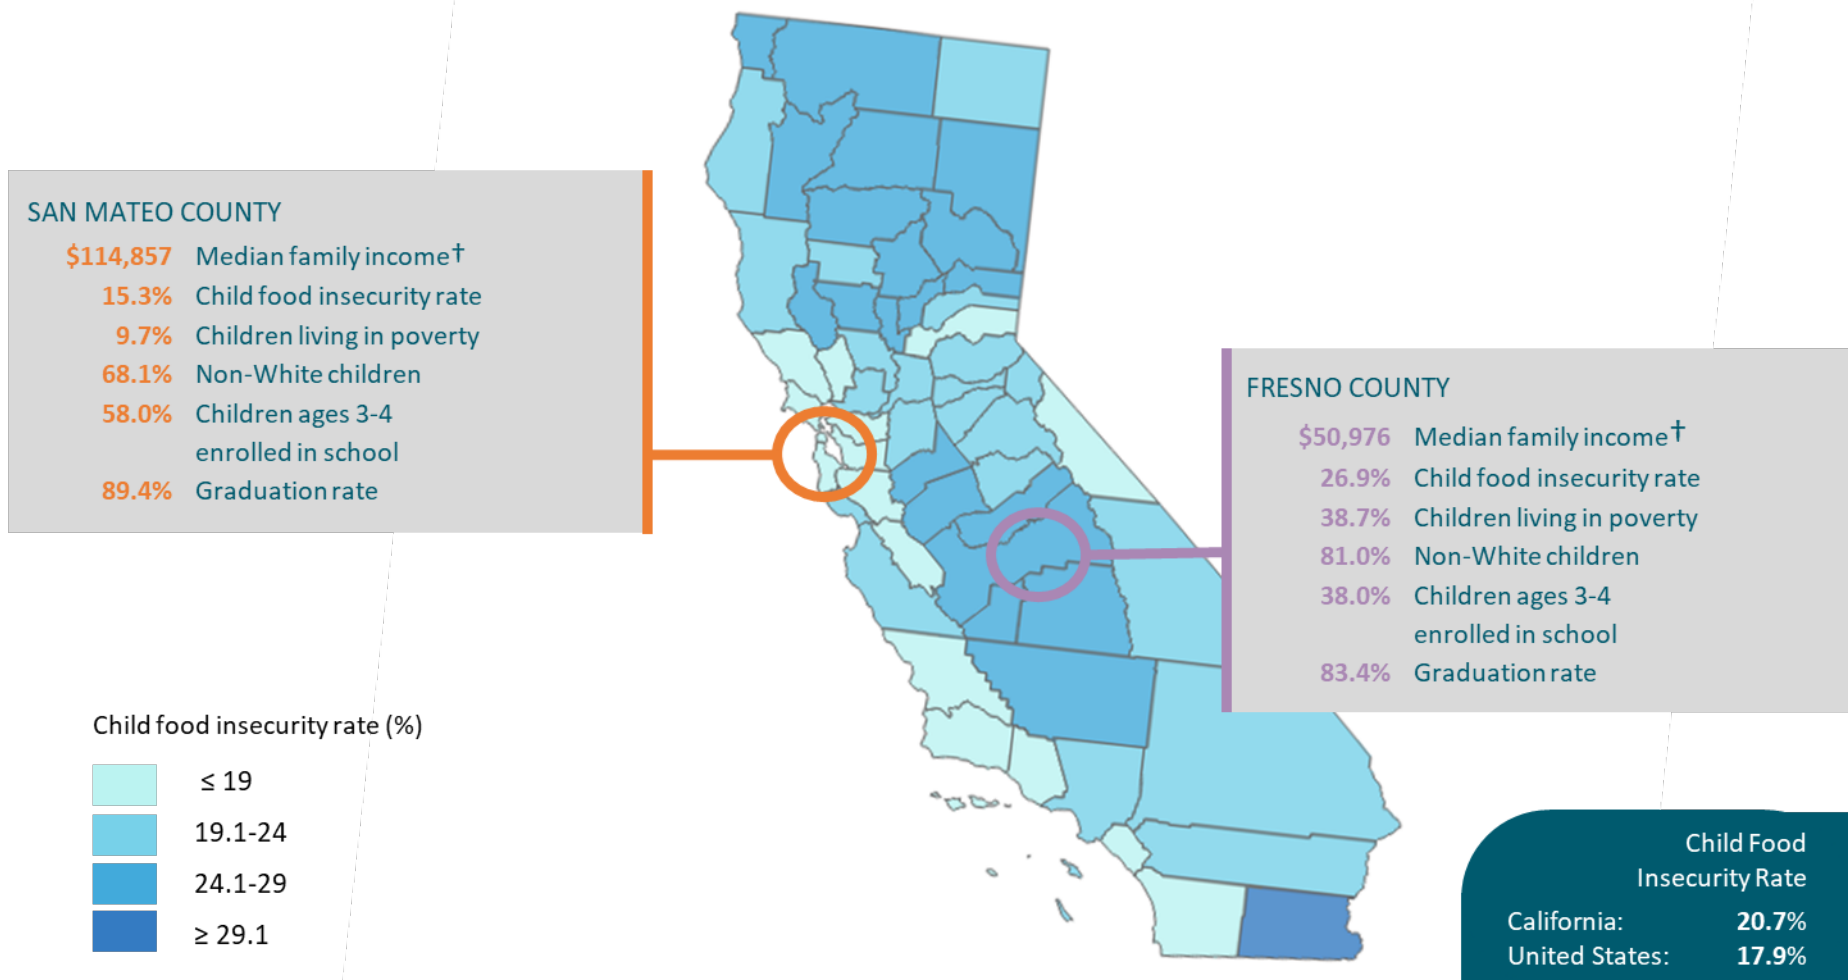 SAN MATEO COUNTY
$114,857 Median family income†
15.3% Child food insecurity rate
9.7% Children living in poverty
68.1% Non-White children
58.0% Children ages 3-4
enrolled in school
89.4% Graduation rate
FRESNO COUNTY
$50,976 Median family income†
26.9% Child food insecurity rate
38.7% Children living in poverty
81.0% Non-White children
38.0% Children ages 3-4
enrolled in school
83.4% Graduation rate
Child food insecurity rate (%)
≤ 19
19.1-24
24.1-29
≥ 29.1
Child Food
Insecurity Rate
California: 20.7%
United States: 17.9%